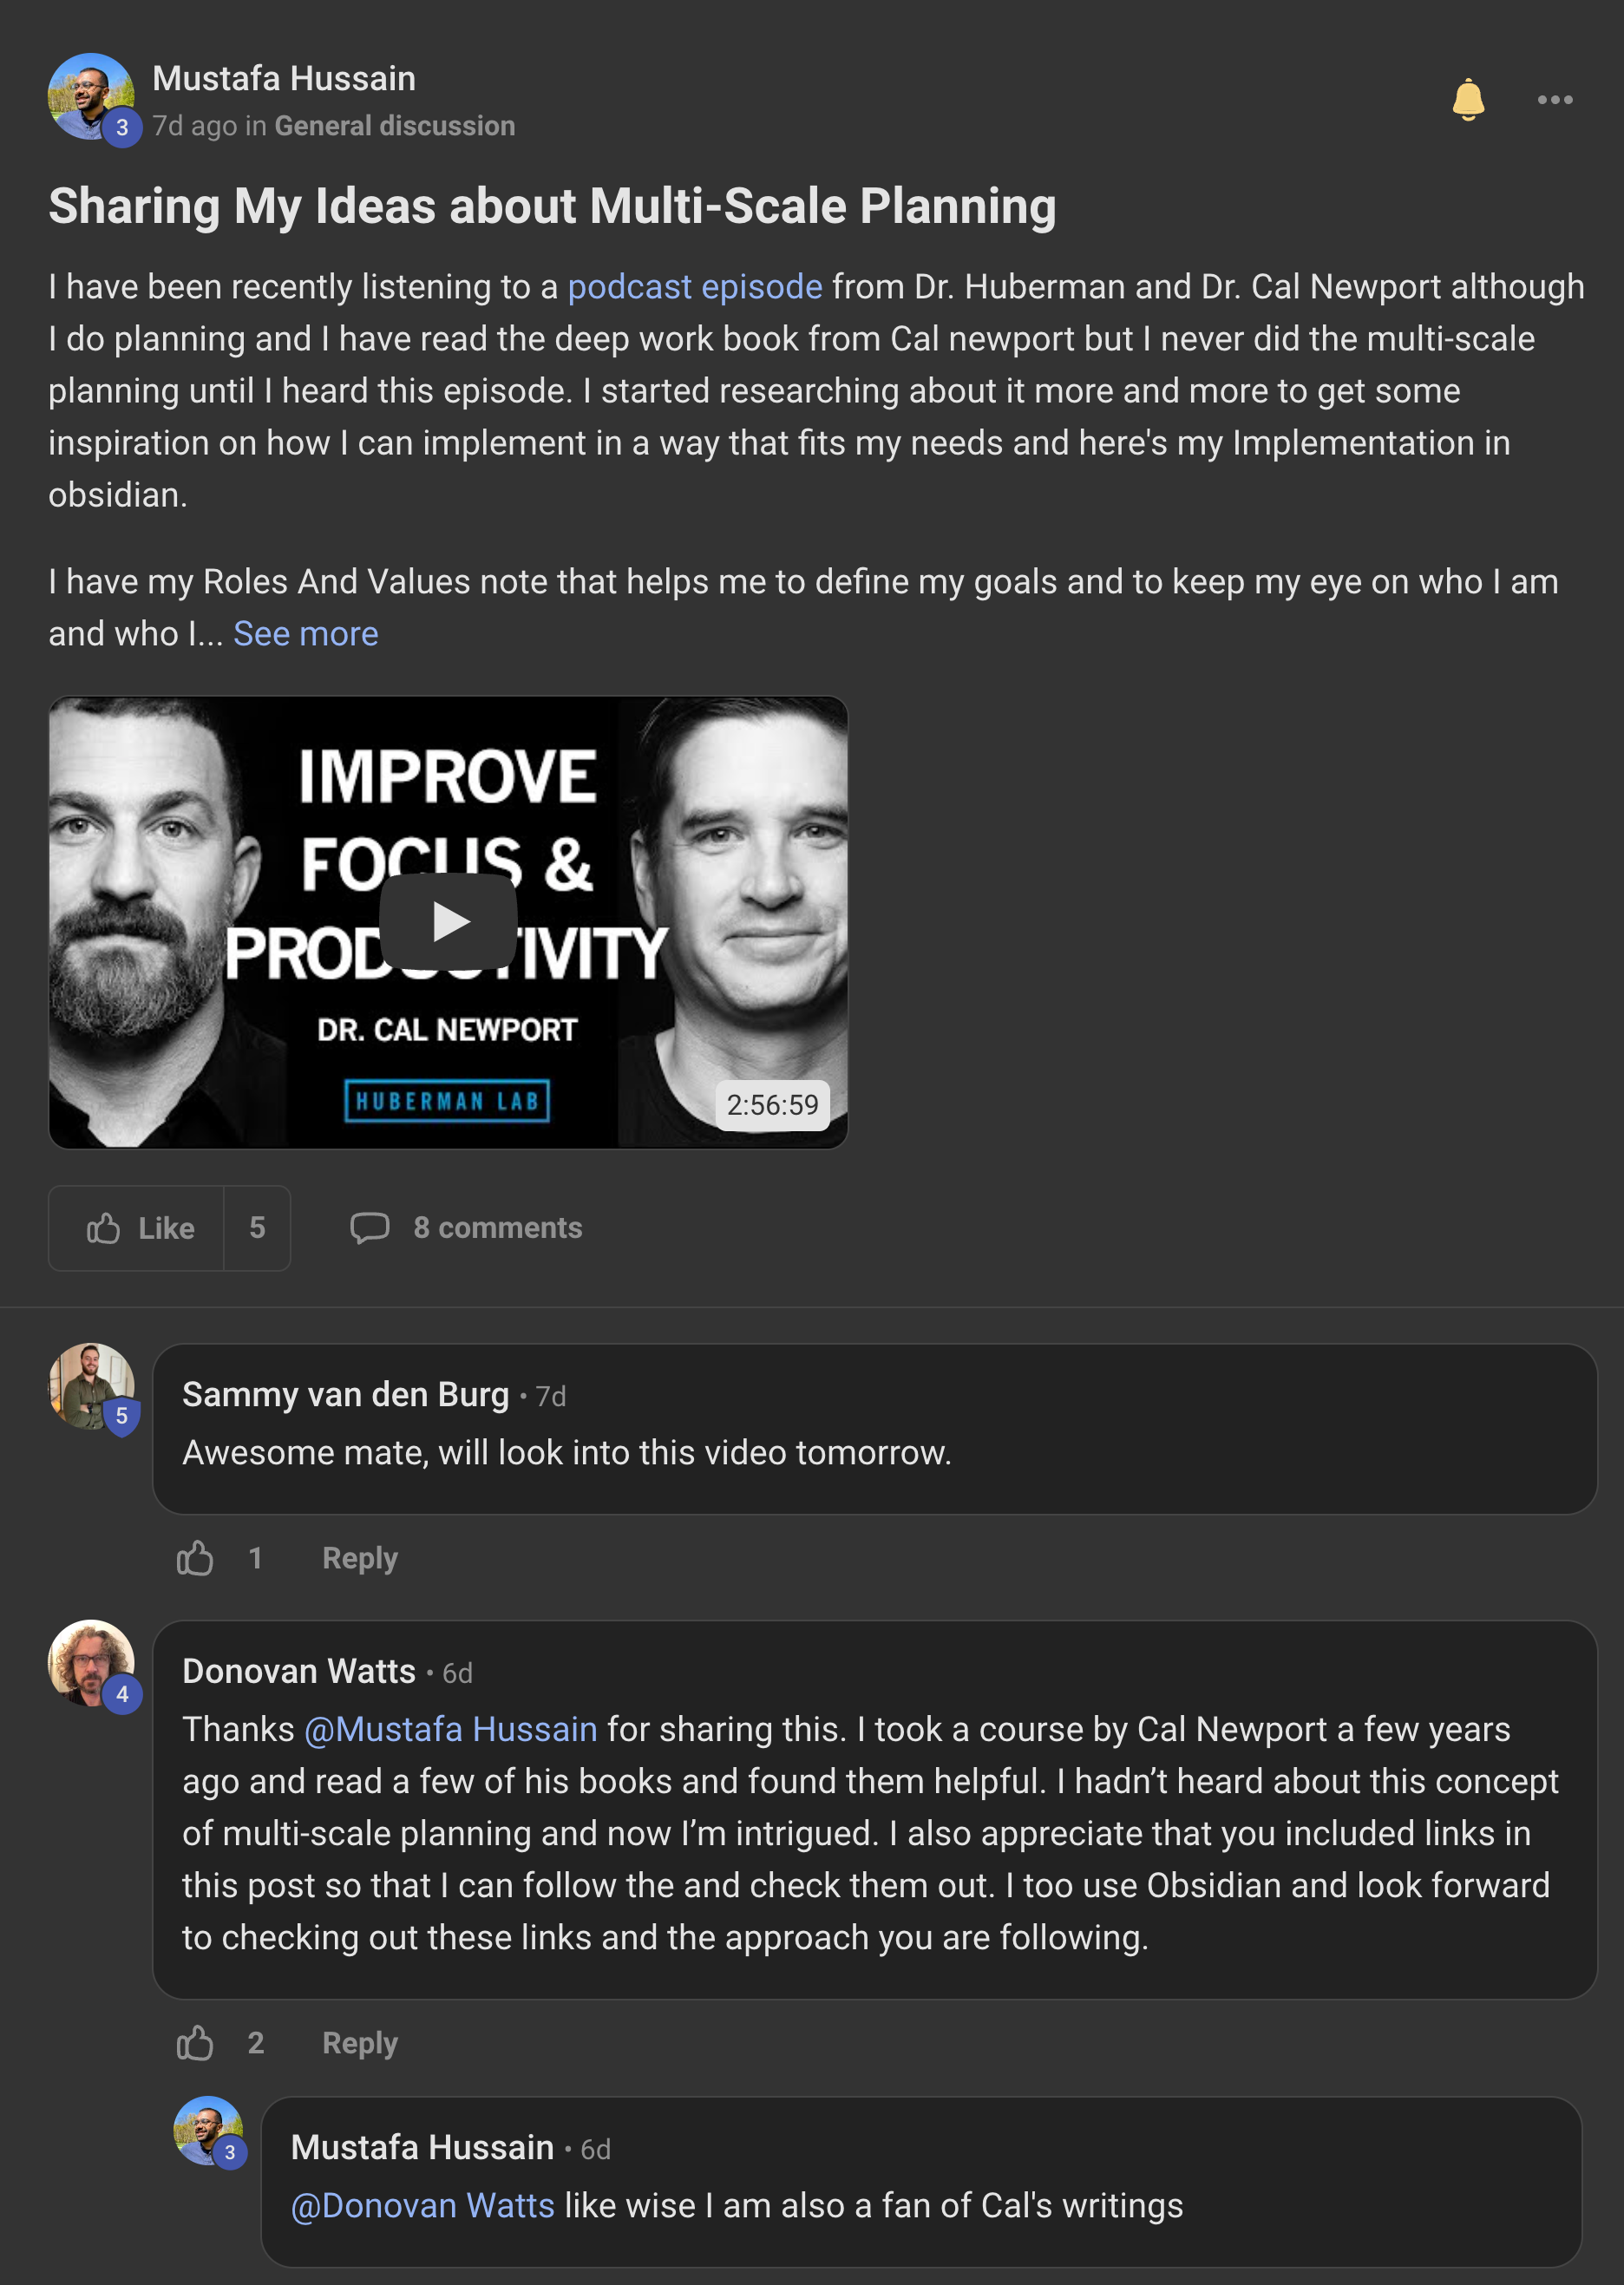 Mustafa Hussain
3
7d ago in General discussion
Sharing My Ideas about Multi-Scale Planning
I have been recently listening to a podcast episode from Dr. Huberman and Dr. Cal Newport although
I do planning and I have read the deep work book from Cal newport but I never did the multi-scale
planning until I heard this episode. I started researching about it more and more to get some
inspiration on how I can implement in a way that fits my needs and here's my Implementation in
obsidian.
I have my Roles And Values note that helps me to define my goals and to keep my eye on who I am
and who I... See more
IMPROVE
FOCUS &
PRODUCTIVITY
DR. CAL NEWPORT
HUBERMAN LAB
2:56:59
Like 5 8 comments
Sammy van den Burg • 7d
5
Awesome mate, will look into this video tomorrow.
1 Reply
Donovan Watts • 6d
4
Thanks @Mustafa Hussain for sharing this. I took a course by Cal Newport a few years
ago and read a few of his books and found them helpful. I hadn’t heard about this concept
of multi-scale planning and now I’m intrigued. I also appreciate that you included links in
this post so that I can follow the and check them out. I too use Obsidian and look forward
to checking out these links and the approach you are following.
2 Reply
Mustafa Hussain • 6d
3
@Donovan Watts like wise I am also a fan of Cal's writings